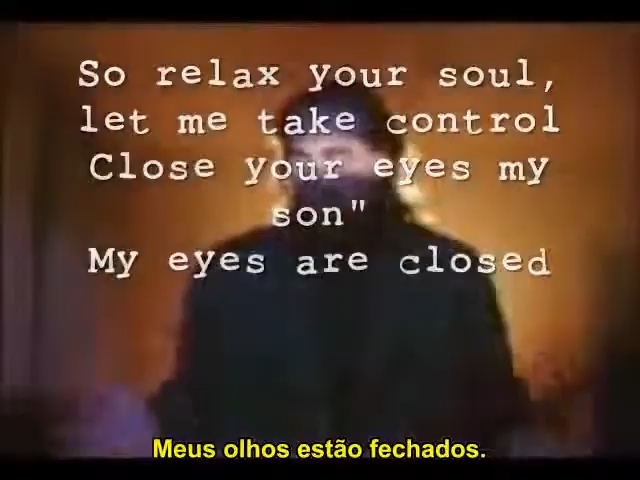 So relax your soul,
let me take control
Close your eyes my
son"
My eyes are closed
Meus olhos estão fechados.